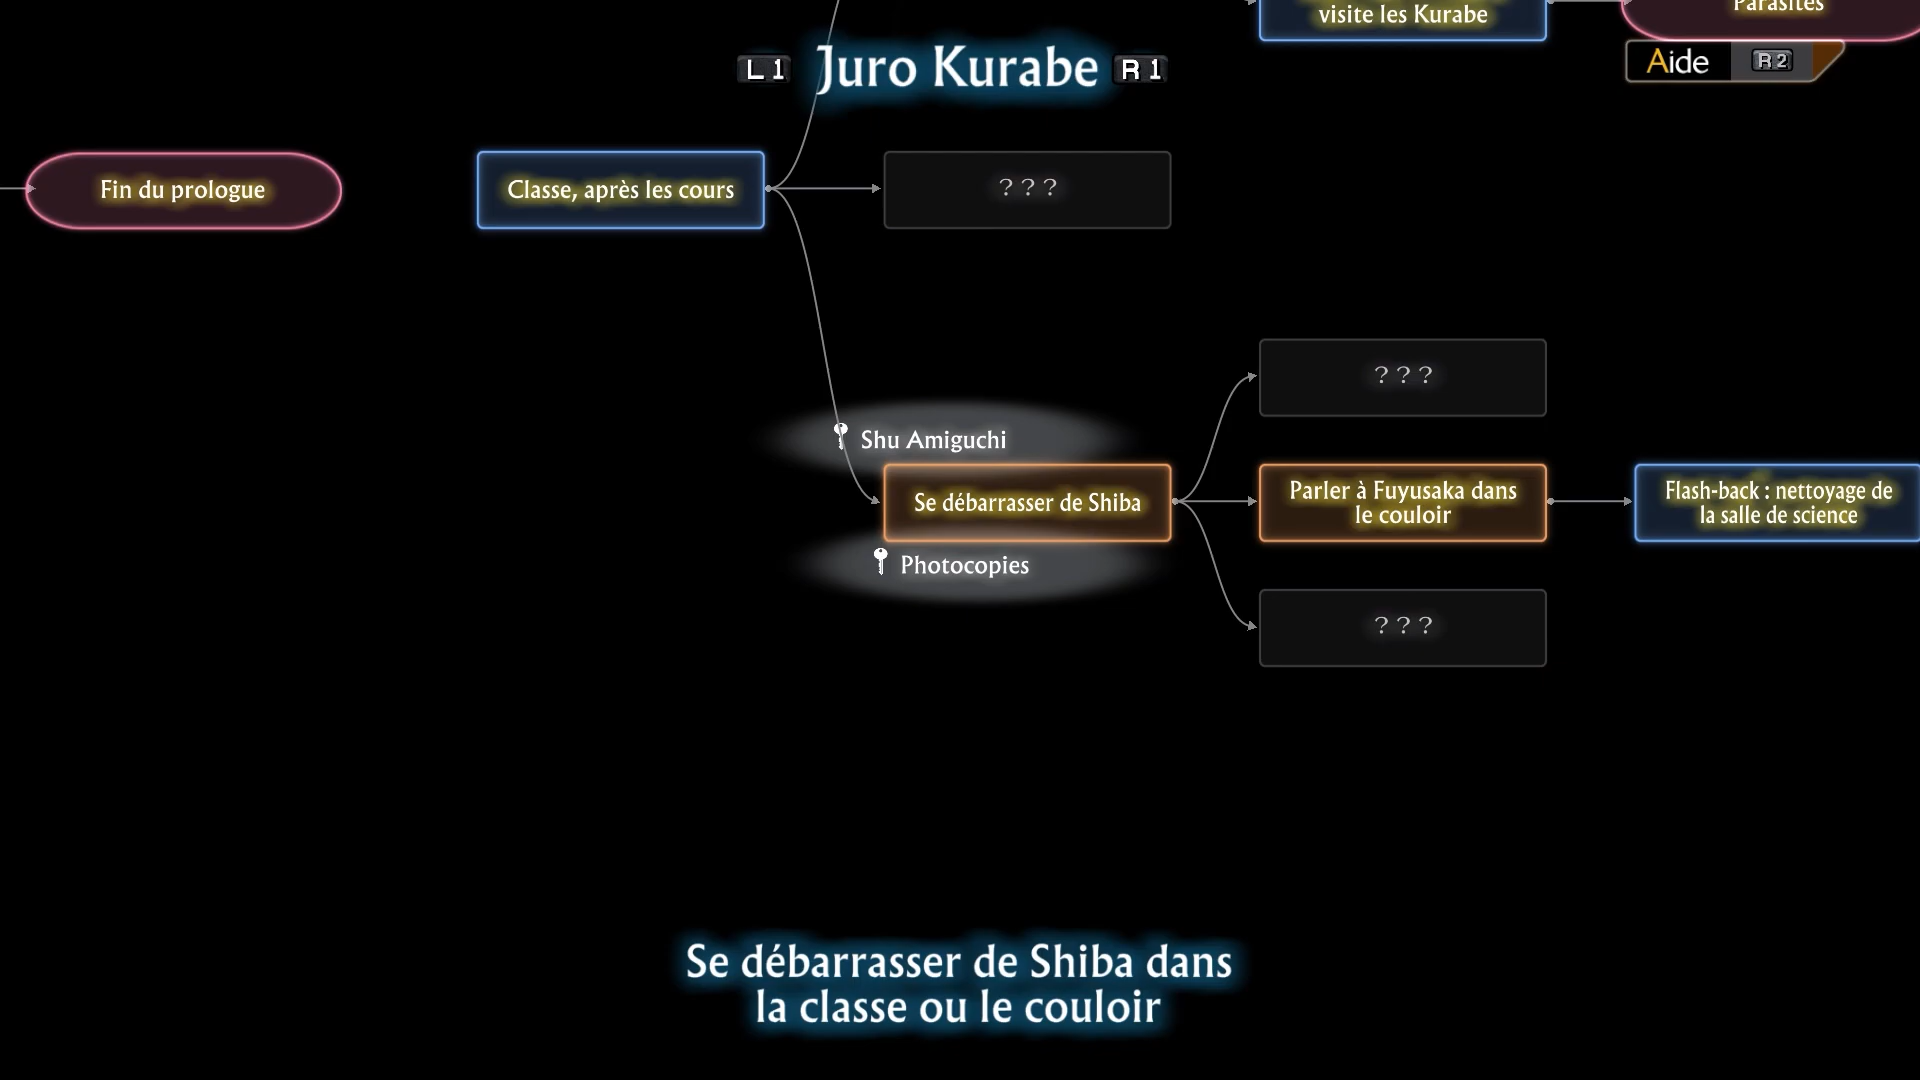 visite les Kurabe
Parasites
L1 Juro Kurabe R1
Aide R2
Fin du prologue
Classe, après les cours
? ? ?
? ? ?
Shu Amiguchi
Se débarrasser de Shiba
Parler à Fuyusaka dans
le couloir
Flash-back : nettoyage de
la salle de science
Photocopies
? ? ?
Se débarrasser de Shiba dans
la classe ou le couloir